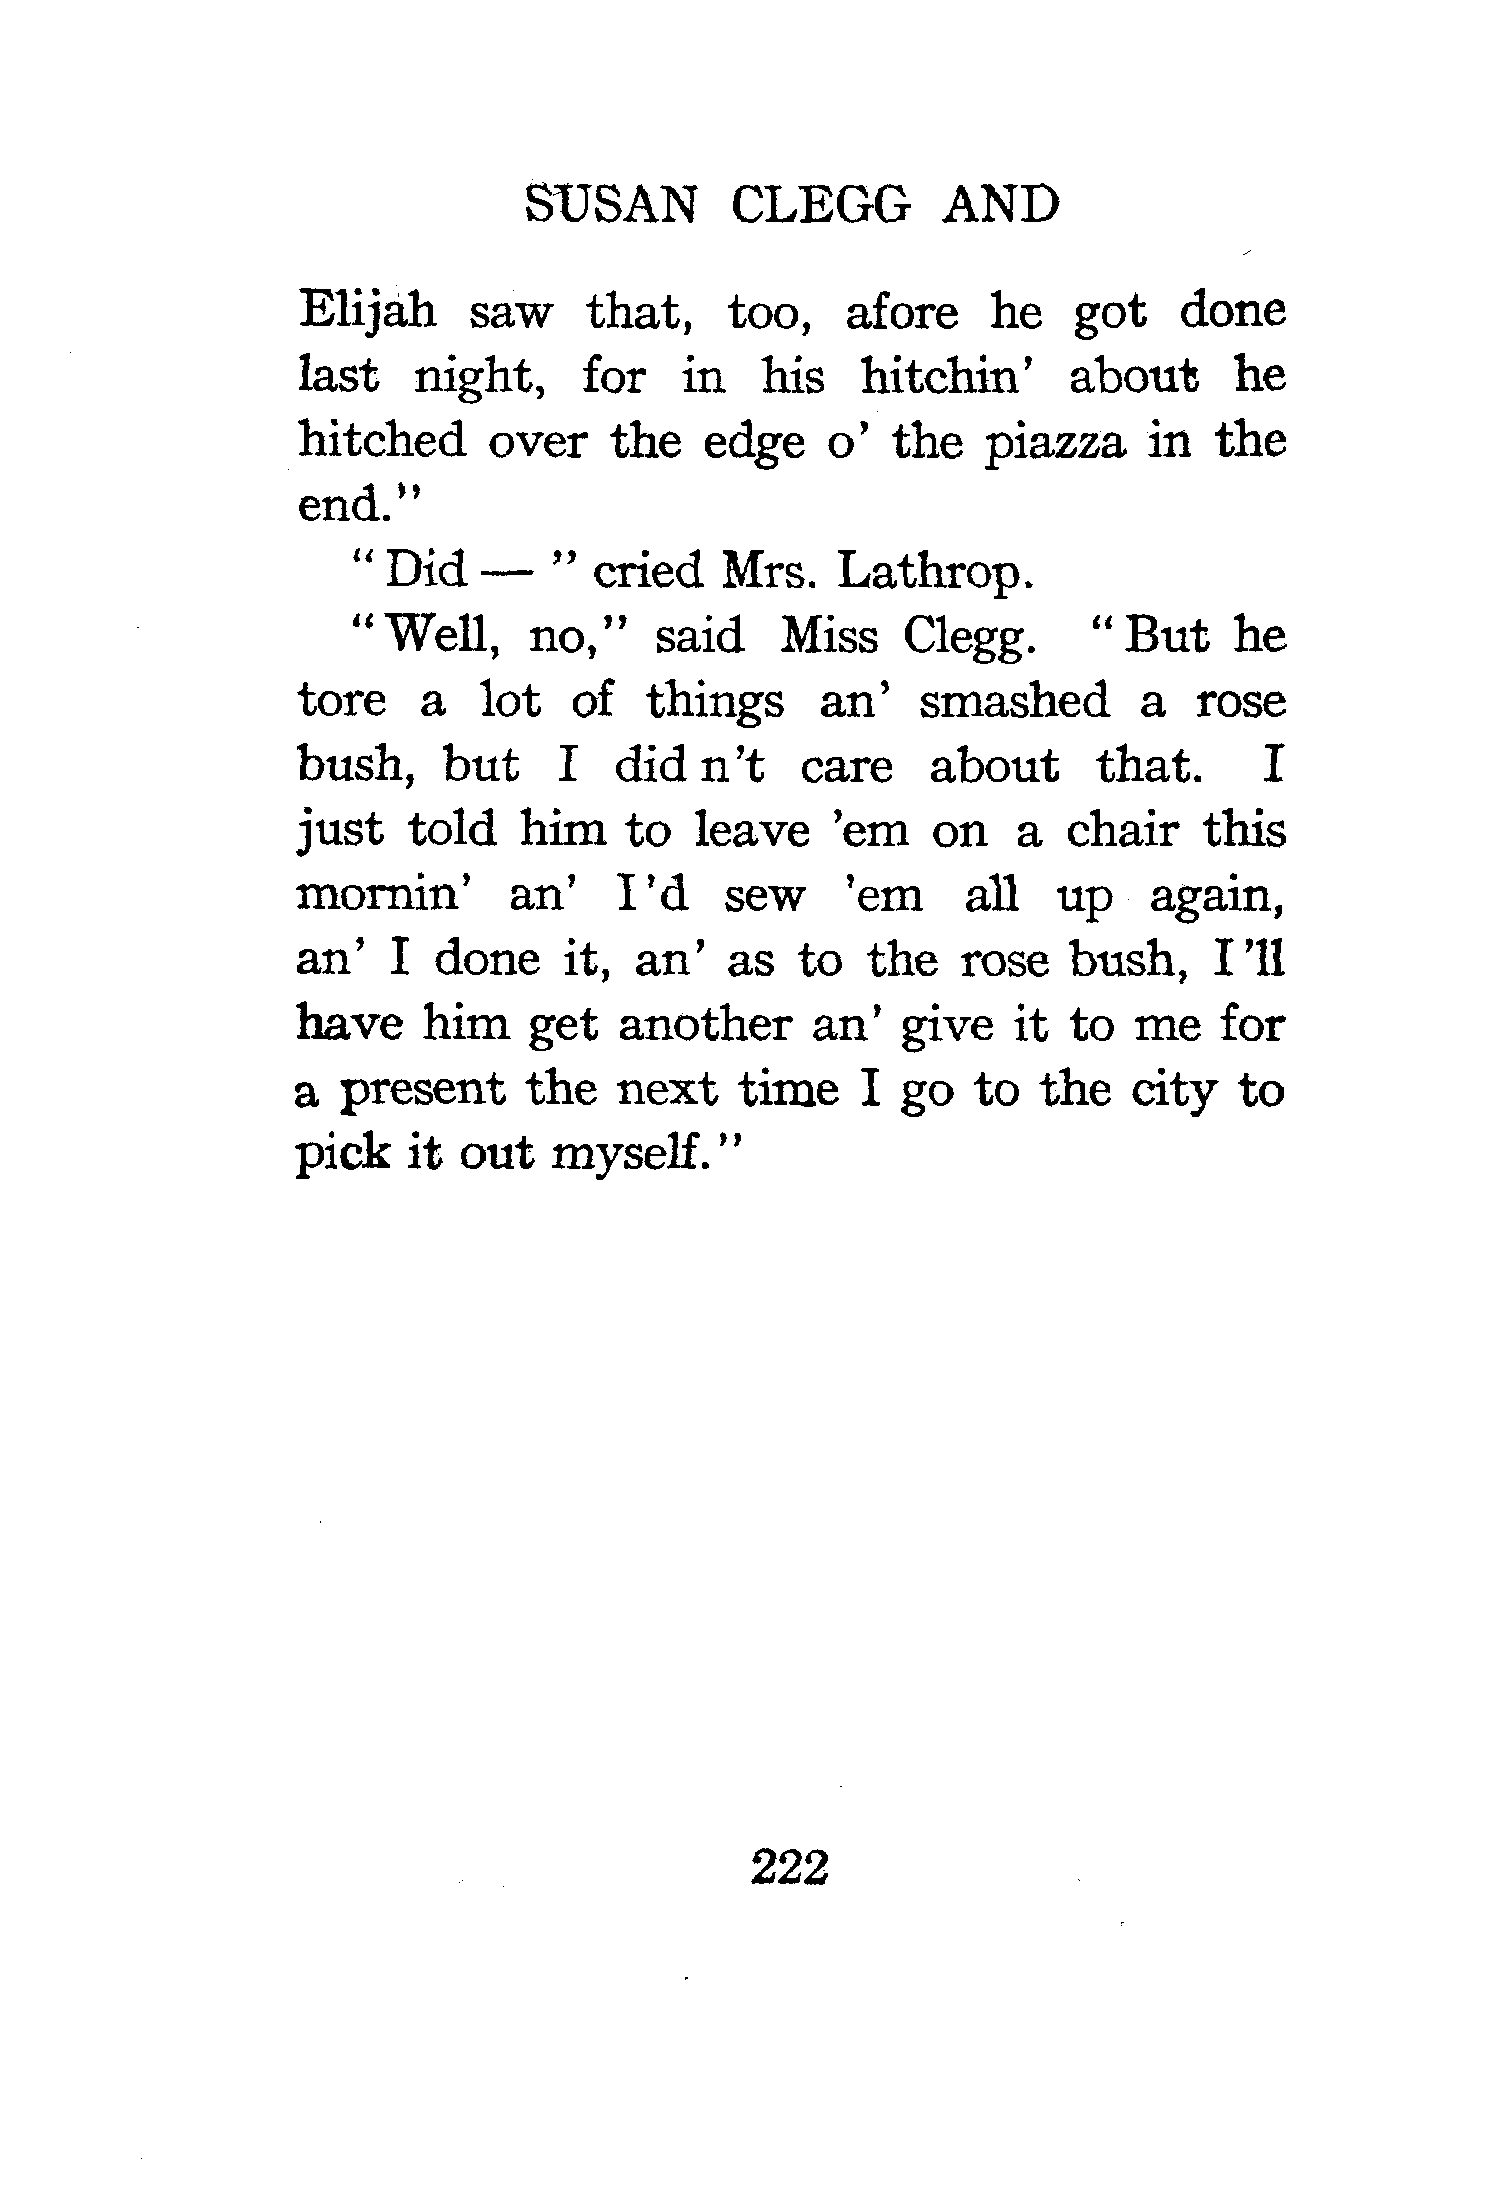 SUSAN CLEGG AND
Elijah saw that, too, afore he got done
last night, for in his hitchin' about he
hitched over the edge o' the piazza in the
end."
"Did — " cried Mrs. Lathrop.
"Well, no," said Miss Clegg. "But he
tore a lot of things an' smashed a rose
bush, but I did n't care about that. I
just told him to leave 'em on a chair this
mornin' an' I'd sew 'em all up again,
an' I done it, an' as to the rose bush, I'll
have him get another an' give it to me for
a present the next time I go to the city to
pick it out myself."
222